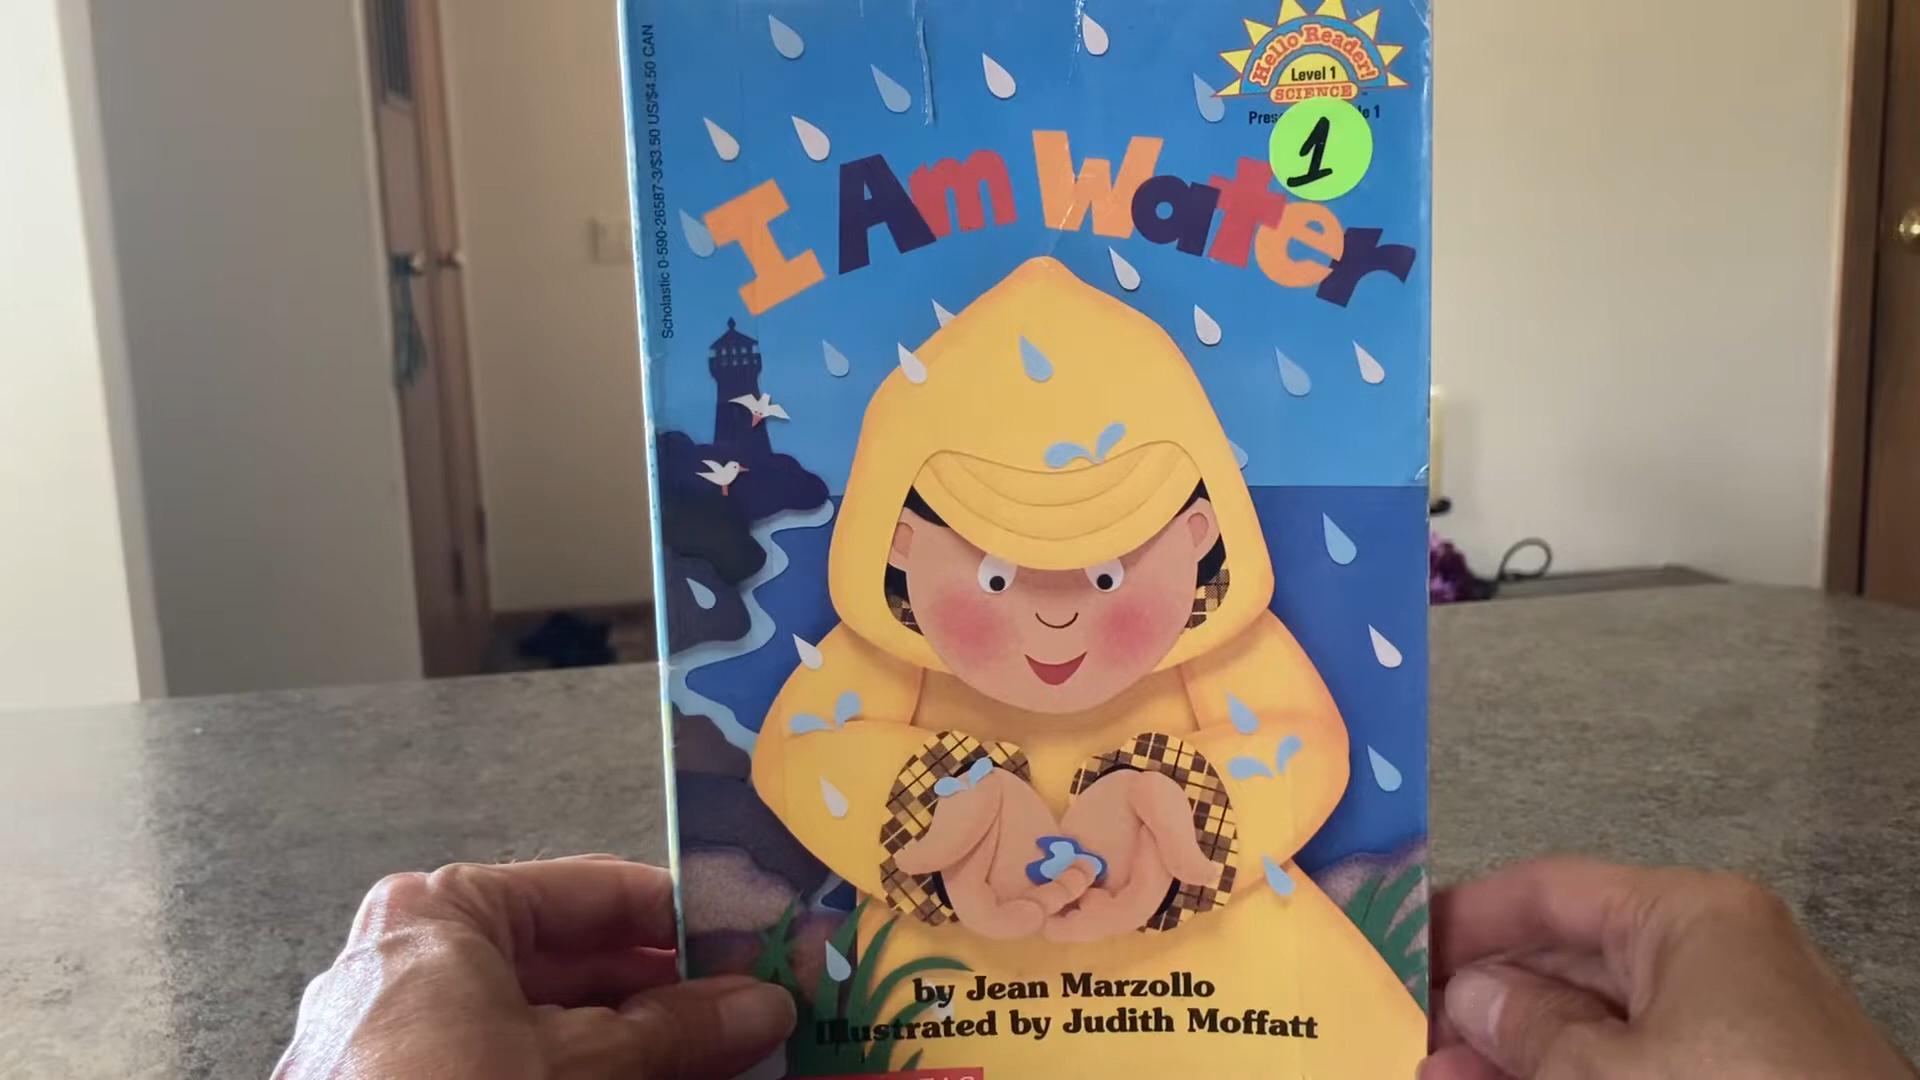 Scholastic 0-590-26587-3/$3.50 US/$4.50 CAN
Hello Reader!
Level 1
SCIENCE
1
I Am Water
by Jean Marzollo
Illustrated by Judith Moffatt